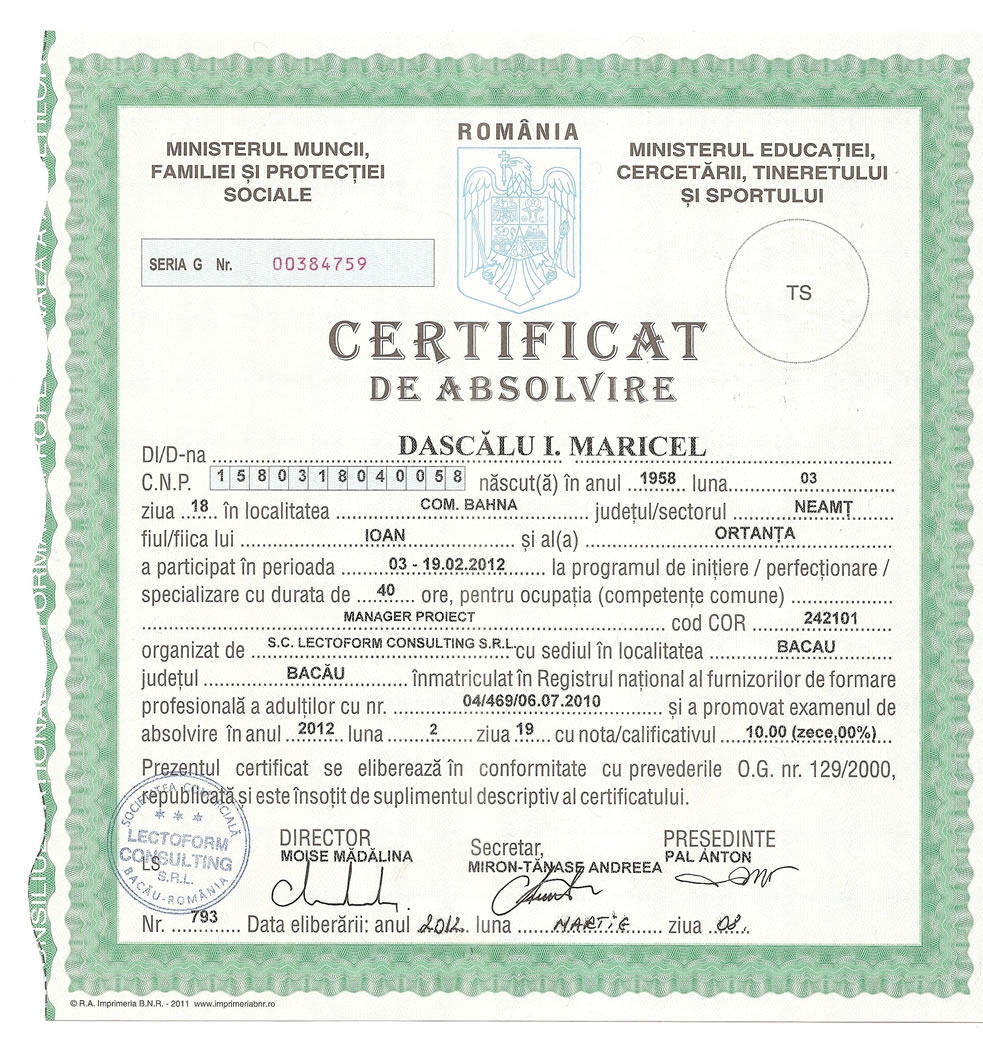 ROMÂNIA
MINISTERUL MUNCII,
FAMILIEI ȘI PROTECȚIEI
SOCIALE
MINISTERUL EDUCAȚIEI,
CERCETĂRII, TINERETULUI
ȘI SPORTULUI
SERIA G Nr. 00384759
TS
CERTIFICAT
DE ABSOLVIRE
Dl/D-na DASCĂLU I. MARICEL
C.N.P. 1580318040058 născut(ă) în anul 1958 luna 03
ziua 18 în localitatea COM. BAHNA județul/sectorul NEAMȚ
fiul/fiica lui IOAN și al(a) ORTANȚA
a participat în perioada 03 - 19.02.2012 la programul de inițiere / perfecționare /
specializare cu durata de 40 ore, pentru ocupația (competențe comune)
MANAGER PROIECT cod COR 242101
organizat de S.C. LECTOFORM CONSULTING S.R.L. cu sediul în localitatea BACAU
județul BACĂU înmatriculat în Registrul național al furnizorilor de formare
profesională a adulților cu nr. 04/469/06.07.2010 și a promovat examenul de
absolvire în anul 2012 luna 2 ziua 19 cu nota/calificativul 10.00 (zece,00%)
Prezentul certificat se eliberează în conformitate cu prevederile O.G. nr. 129/2000,
republicată și este însoțit de suplimentul descriptiv al certificatului.
SOCIETATEA COMERCIALĂ
LECTOFORM
CONSULTING
S.R.L.
BACĂU-ROMÂNIA
LS
DIRECTOR
MOISE MĂDĂLINA
Secretar,
MIRON-TĂNASE ANDREEA
PREȘEDINTE
PAL ANTON
Nr. 793 Data eliberării: anul 2012 luna MARTIE ziua 08.
© R.A. Imprimeria B.N.R. - 2011 www.imprimeriabnr.ro